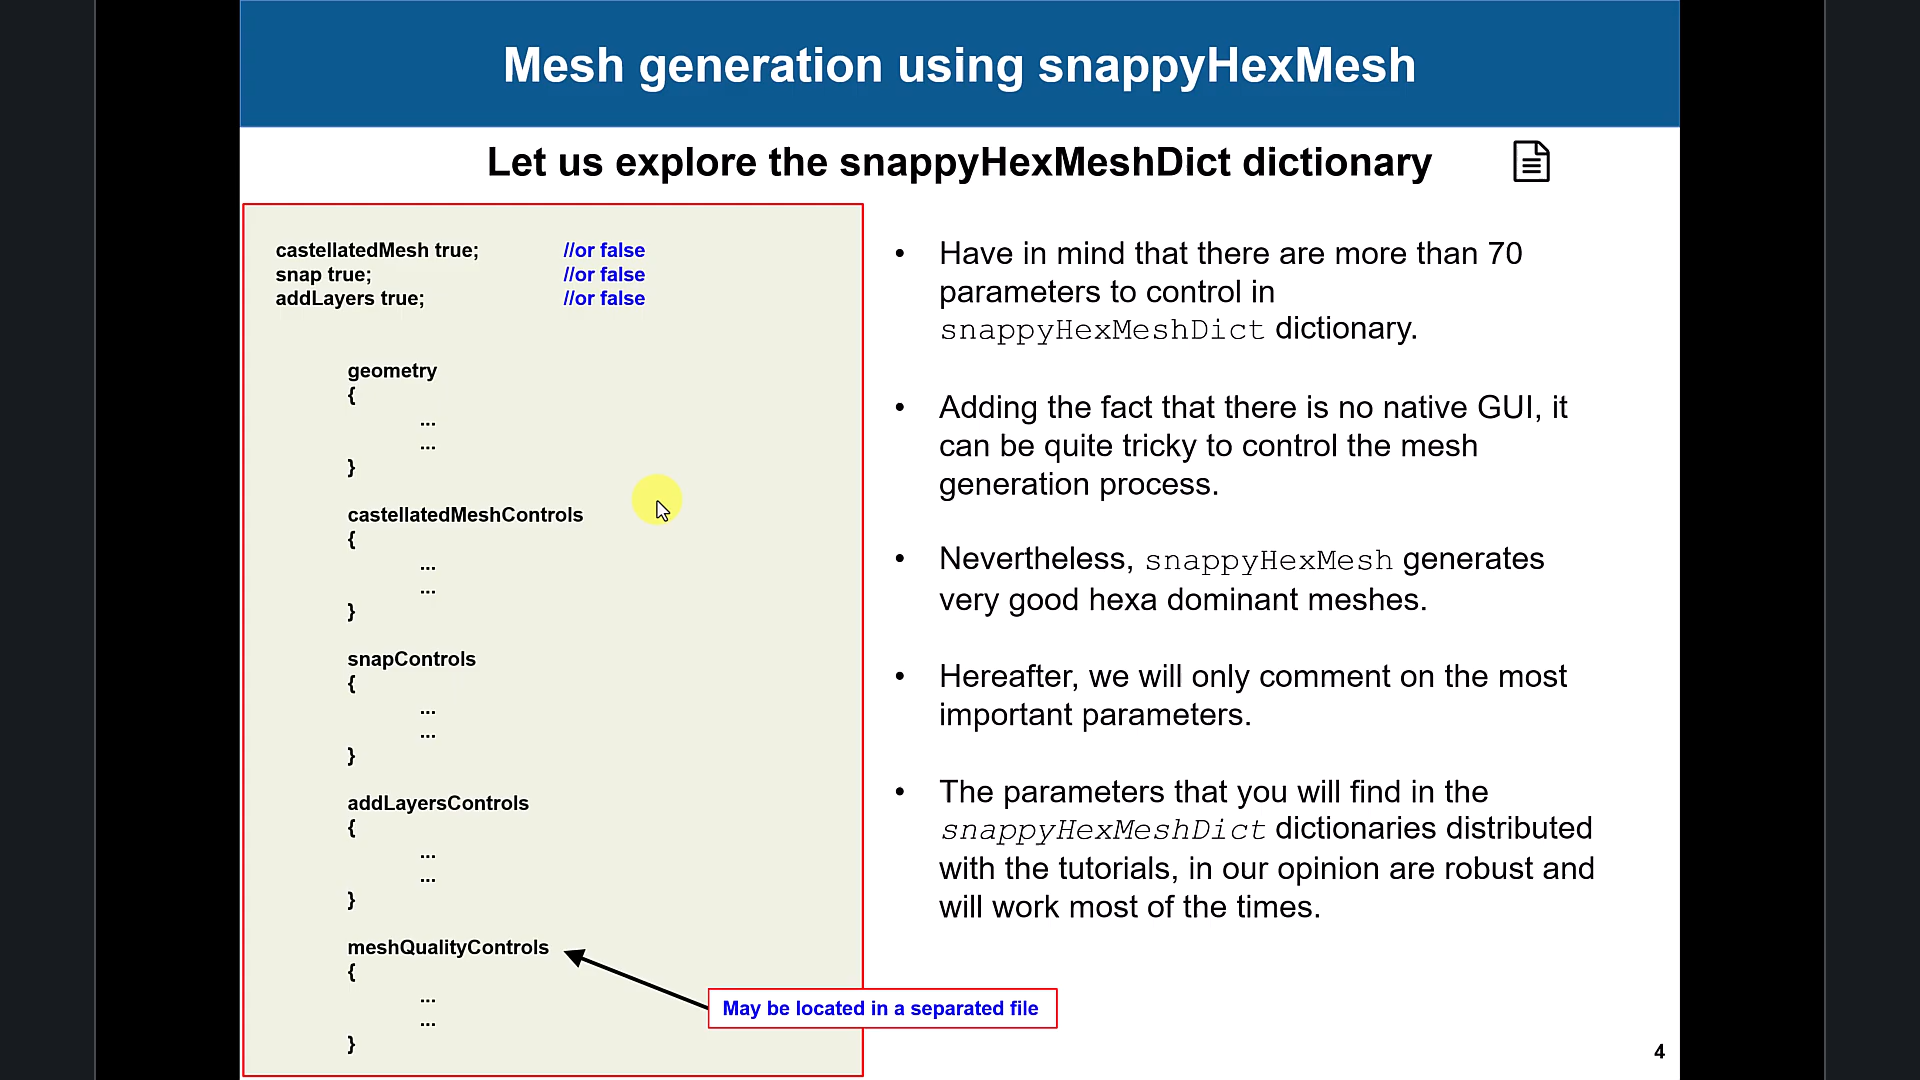 Mesh generation using snappyHexMesh
Let us explore the snappyHexMeshDict dictionary
castellatedMesh true; //or false
snap true; //or false
addLayers true; //or false
geometry
{
...
...
}
castellatedMeshControls
{
...
...
}
snapControls
{
...
...
}
addLayersControls
{
...
...
}
meshQualityControls
{
...
...
}
May be located in a separated file
• Have in mind that there are more than 70
parameters to control in
snappyHexMeshDict dictionary.
• Adding the fact that there is no native GUI, it
can be quite tricky to control the mesh
generation process.
• Nevertheless, snappyHexMesh generates
very good hexa dominant meshes.
• Hereafter, we will only comment on the most
important parameters.
• The parameters that you will find in the
snappyHexMeshDict dictionaries distributed
with the tutorials, in our opinion are robust and
will work most of the times.
4